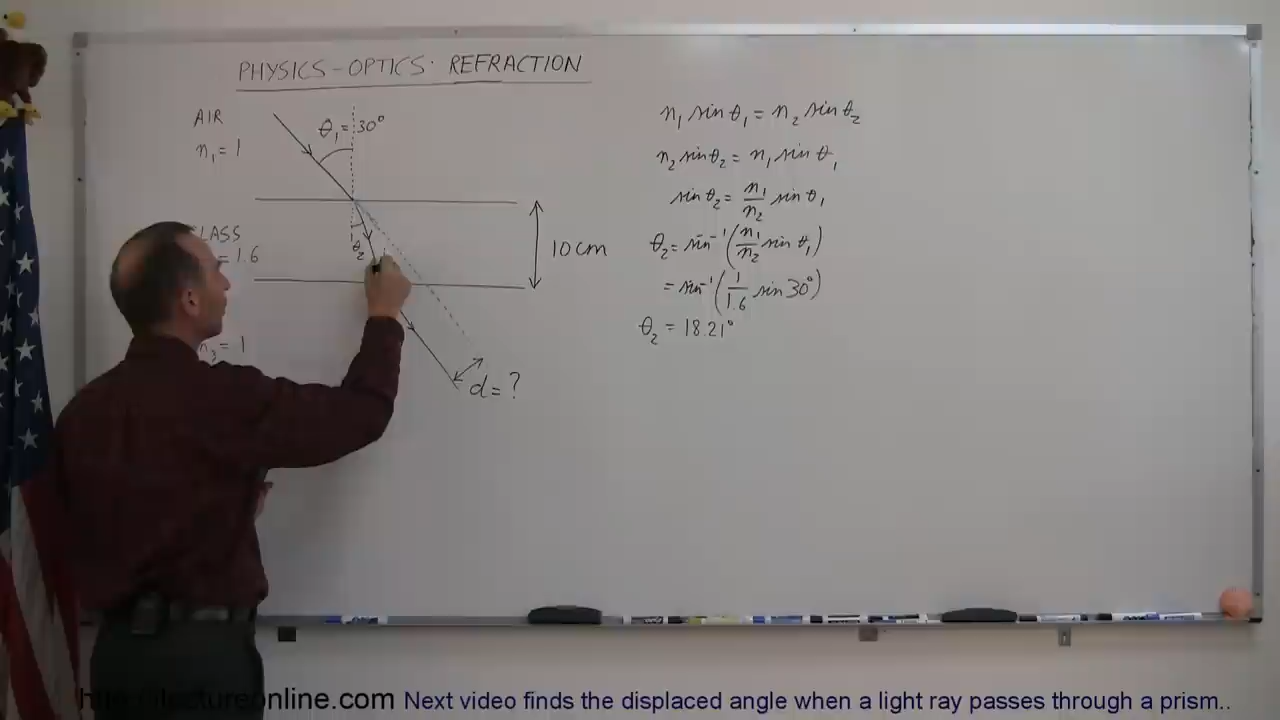 PHYSICS-OPTICS: REFRACTION
AIR
n₁ = 1
θ₁ = 30°
= 1.6
θ₂
10cm
n₃ = 1
d = ?
n₁ sin θ₁ = n₂ sin θ₂
n₂ sin θ₂ = n₁ sin θ₁
sin θ₂ = n₁/n₂ sin θ₁
θ₂ = sin⁻¹(n₁/n₂ sin θ₁)
= sin⁻¹(1/1.6 sin 30°)
θ₂ = 18.21°
lectureonline.com Next video finds the displaced angle when a light ray passes through a prism..